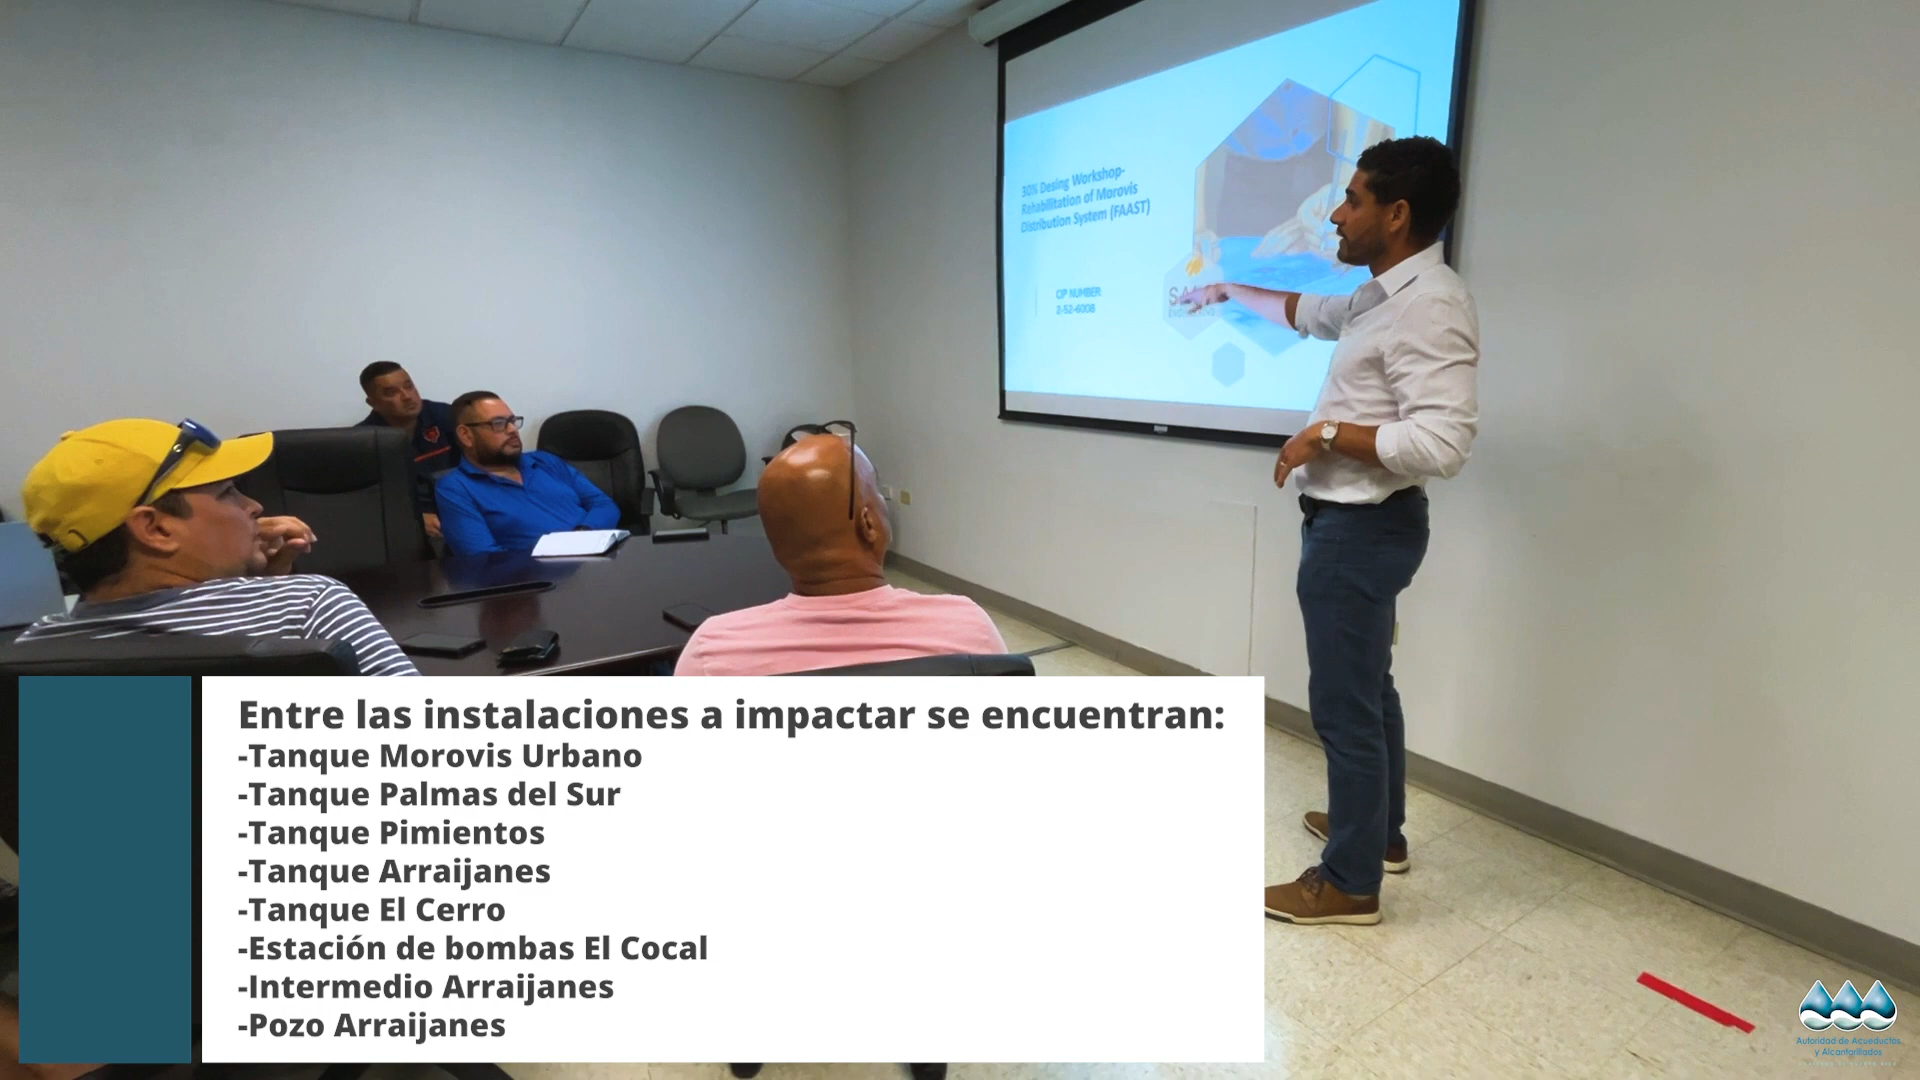 30% Desing Workshop-
Rehabilitation of Morovis
Distribution System (FAAST)
CIP NUMBER
2-52-6008
Entre las instalaciones a impactar se encuentran:
-Tanque Morovis Urbano
-Tanque Palmas del Sur
-Tanque Pimientos
-Tanque Arraijanes
-Tanque El Cerro
-Estación de bombas El Cocal
-Intermedio Arraijanes
-Pozo Arraijanes
Autoridad de Acueductos
y Alcantarillados